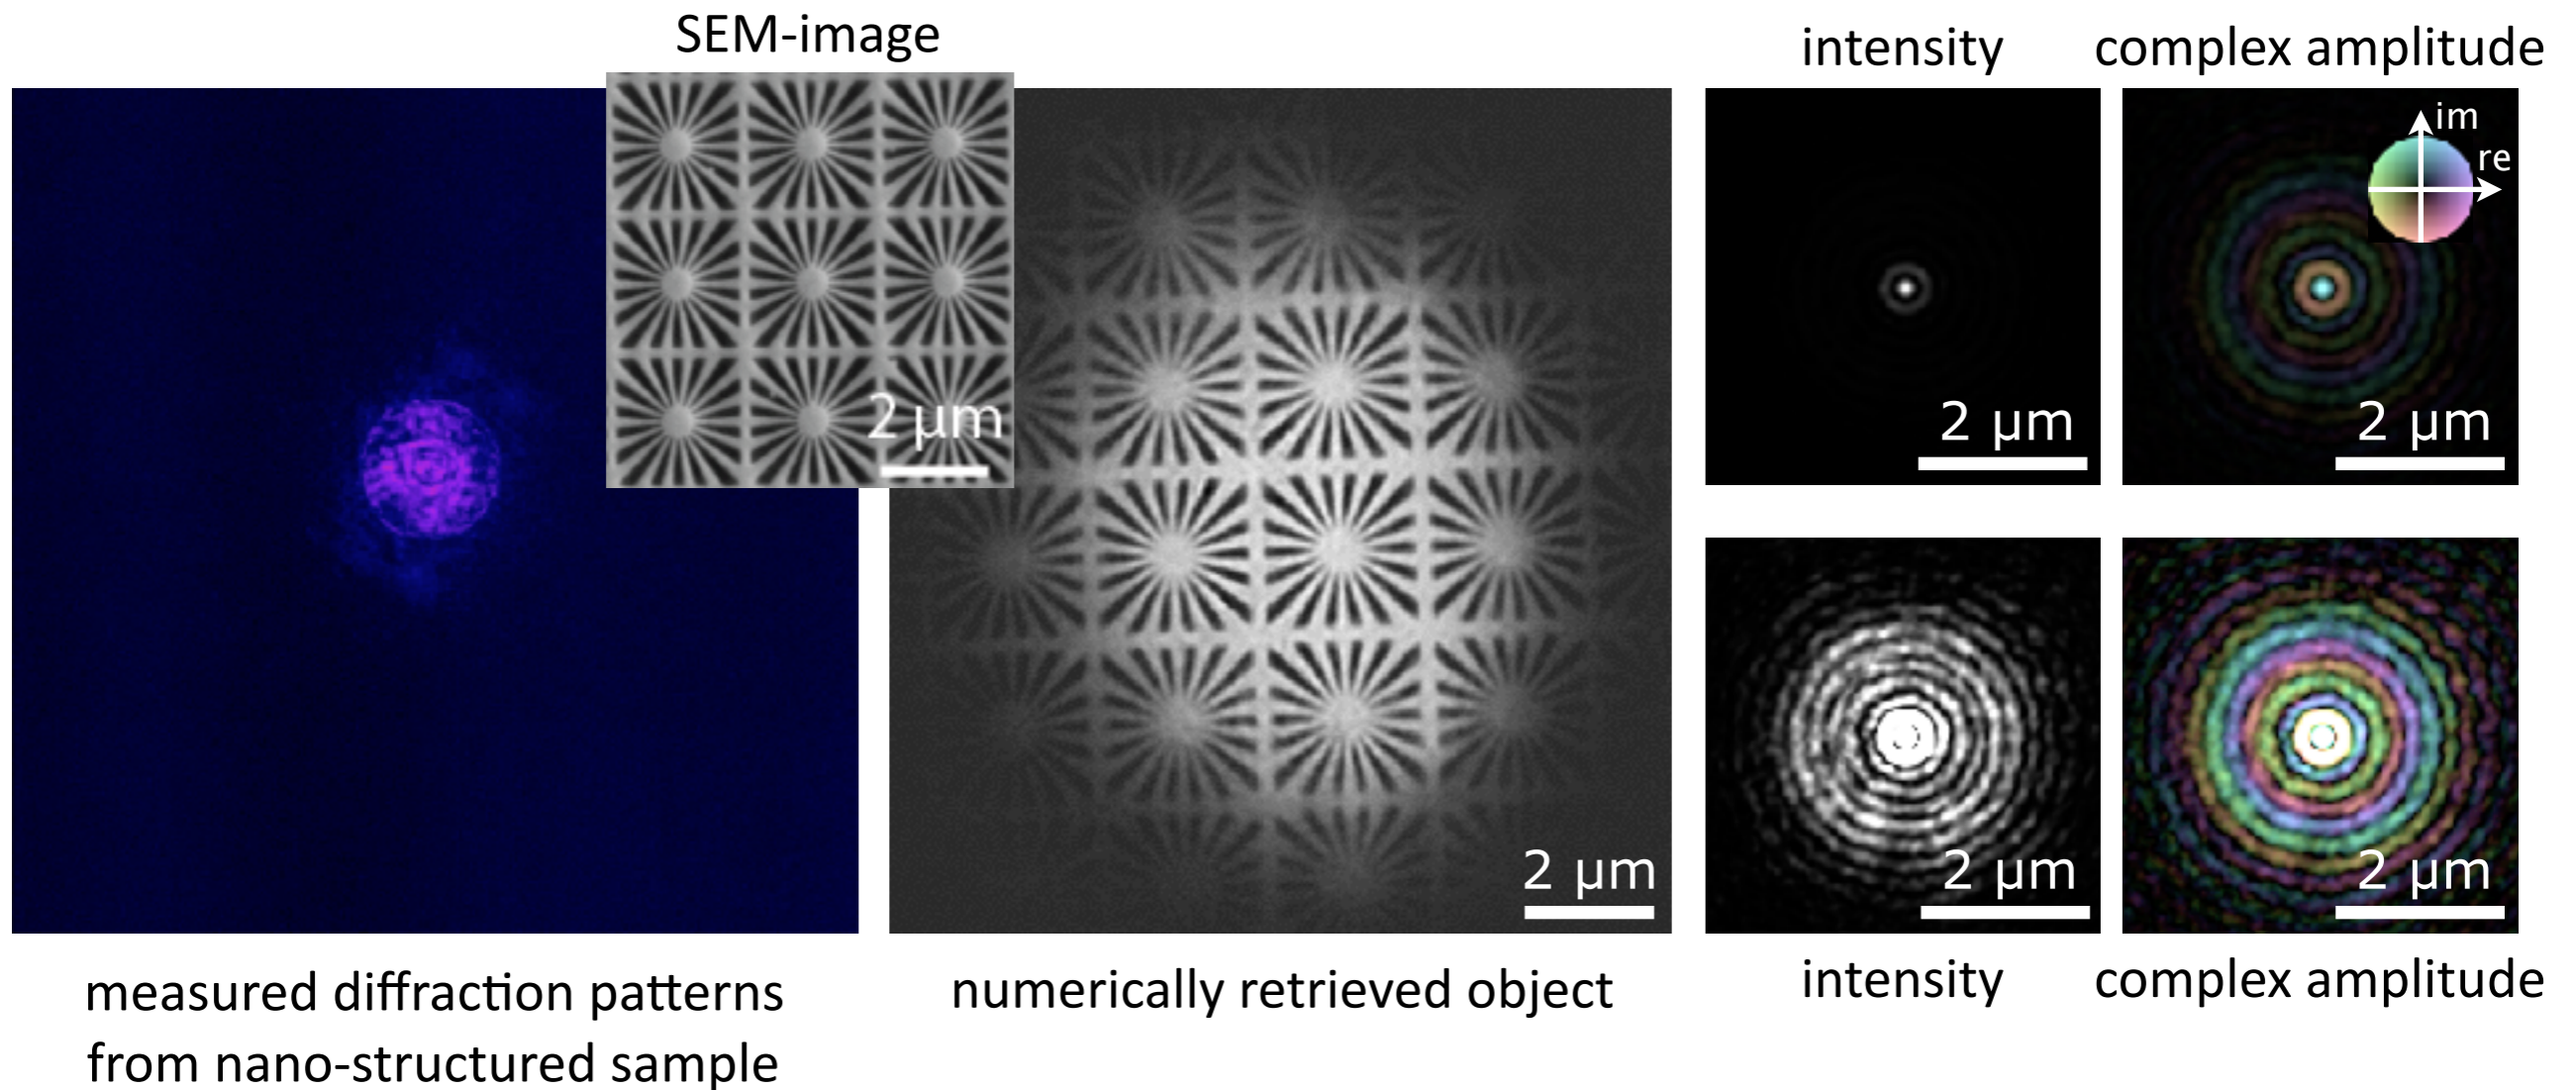 SEM-image
intensity
complex amplitude
im
re
2 µm
2 µm
2 µm
2 µm
2 µm
2 µm
measured diffraction patterns
from nano-structured sample
numerically retrieved object
intensity
complex amplitude